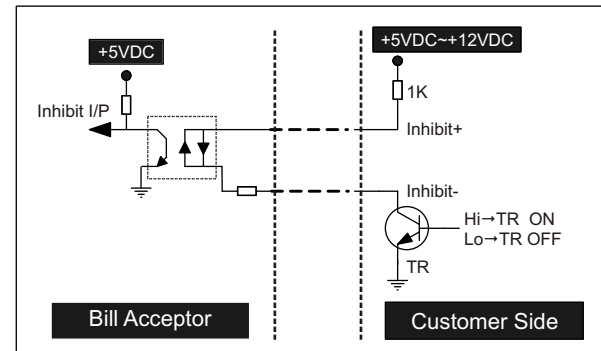 +5VDC
+5VDC~+12VDC
1K
Inhibit I/P
Inhibit+
Inhibit-
Hi→TR ON
Lo→TR OFF
TR
Bill Acceptor
Customer Side